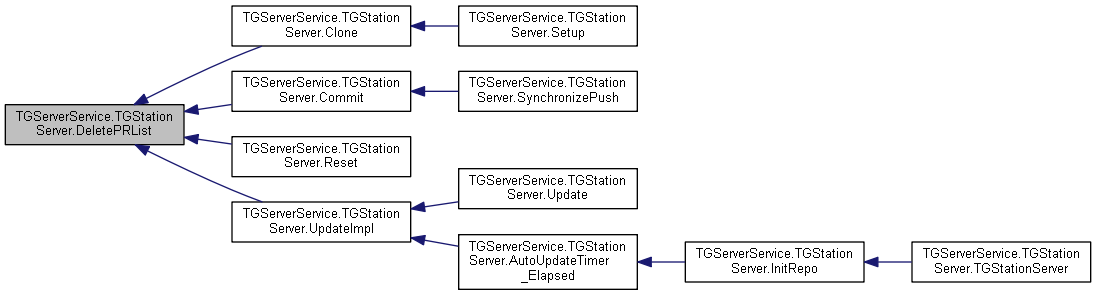 TGServerService.TGStation
Server.DeletePRList
TGServerService.TGStation
Server.Clone
TGServerService.TGStation
Server.Setup
TGServerService.TGStation
Server.Commit
TGServerService.TGStation
Server.SynchronizePush
TGServerService.TGStation
Server.Reset
TGServerService.TGStation
Server.UpdateImpl
TGServerService.TGStation
Server.Update
TGServerService.TGStation
Server.AutoUpdateTimer
_Elapsed
TGServerService.TGStation
Server.InitRepo
TGServerService.TGStation
Server.TGStationServer